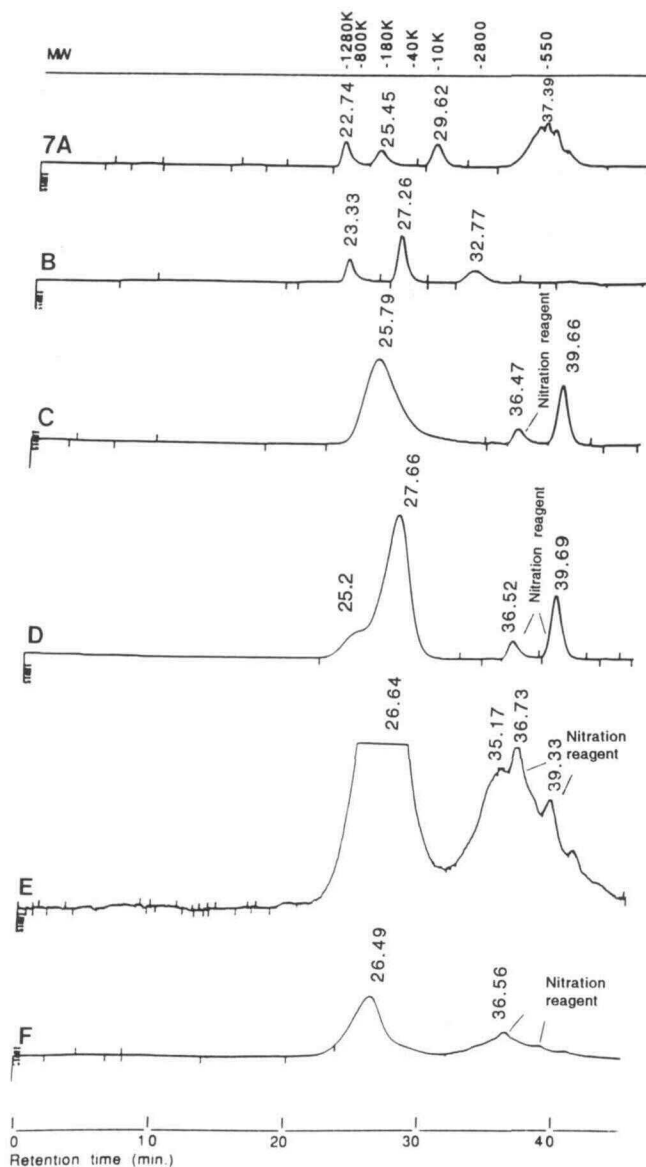 MW -1280K -800K -180K -40K -10K -2800 -550
7A 22.74 25.45 29.62 37.39
B 23.33 27.26 32.77
C 25.79 36.47 Nitration reagent 39.66
D 25.2 27.66 36.52 Nitration reagent 39.69
E 26.64 35.17 36.73 39.33 Nitration
reagent
F 26.49 36.56 Nitration
reagent
0 10 20 30 40
Retention time (min.)